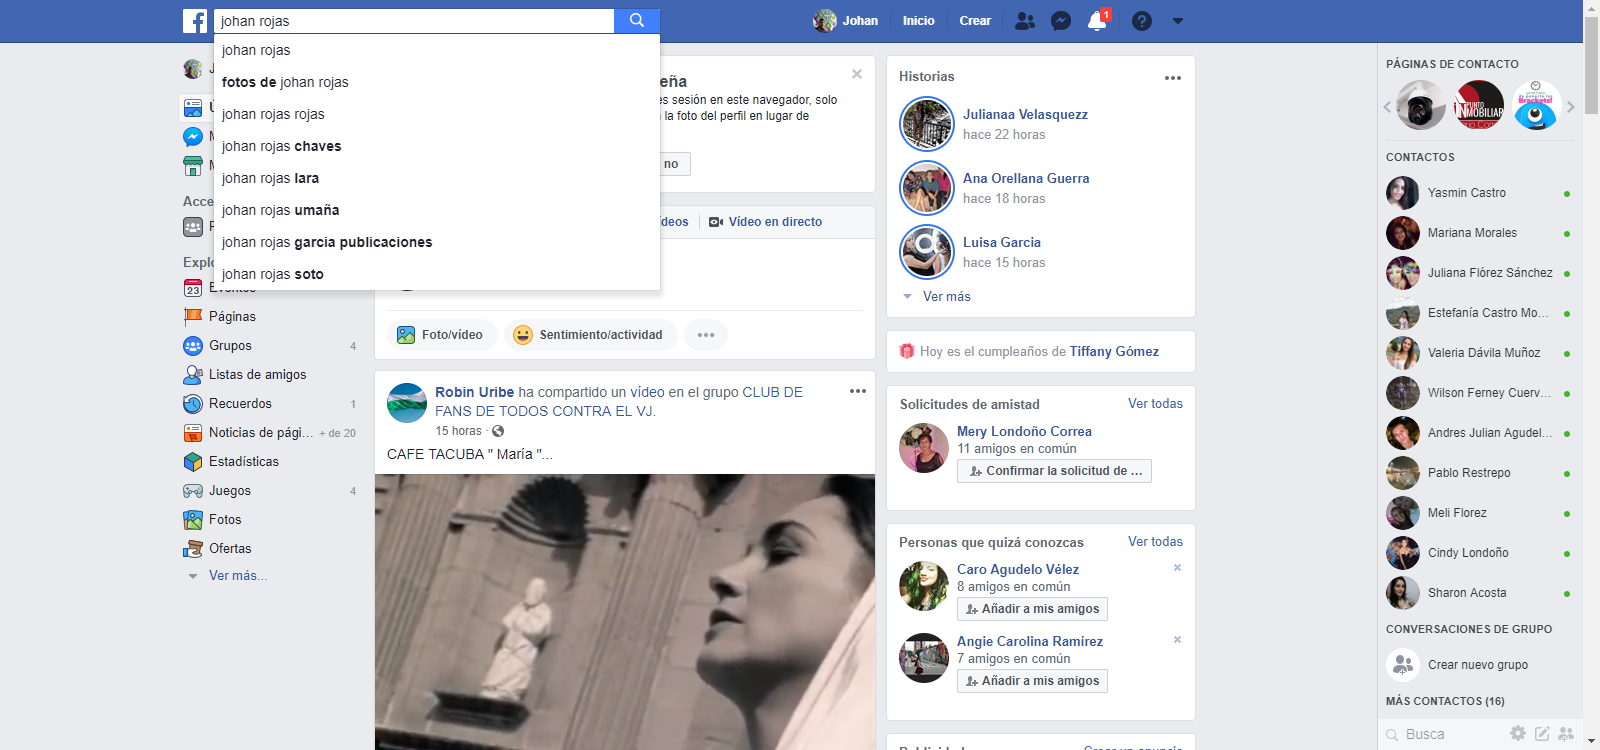 johan rojas
Johan
Inicio
Crear
1
johan rojas
fotos de johan rojas
johan rojas rojas
johan rojas chaves
johan rojas lara
johan rojas umaña
johan rojas garcia publicaciones
johan rojas soto
Acce
Explo
23
Eventos
Páginas
Grupos 4
Listas de amigos
Recuerdos 1
Noticias de pági... + de 20
Estadísticas
Juegos 4
Fotos
Ofertas
Ver más...
eña
es sesión en este navegador, solo
la foto del perfil en lugar de
no
ídeos
Vídeo en directo
Foto/vídeo
Sentimiento/actividad
Robin Uribe ha compartido un vídeo en el grupo CLUB DE
FANS DE TODOS CONTRA EL VJ.
15 horas ·
CAFE TACUBA " María "...
Historias
Julianaa Velasquezz
hace 22 horas
Ana Orellana Guerra
hace 18 horas
Luisa Garcia
hace 15 horas
Ver más
Hoy es el cumpleaños de Tiffany Gómez
Solicitudes de amistad Ver todas
Mery Londoño Correa
11 amigos en común
Confirmar la solicitud de ...
Personas que quizá conozcas Ver todas
Caro Agudelo Vélez
8 amigos en común
Añadir a mis amigos
Angie Carolina Ramírez
7 amigos en común
Añadir a mis amigos
Publicidad Crear un anuncio
PÁGINAS DE CONTACTO
PUNTO
INMOBILIAR
Brackets!
CONTACTOS
Yasmin Castro
Mariana Morales
Juliana Flórez Sánchez
Estefanía Castro Mo...
Valeria Dávila Muñoz
Wilson Ferney Cuerv...
Andres Julian Agudel...
Pablo Restrepo
Meli Florez
Cindy Londoño
Sharon Acosta
CONVERSACIONES DE GRUPO
Crear nuevo grupo
MÁS CONTACTOS (16)
Busca